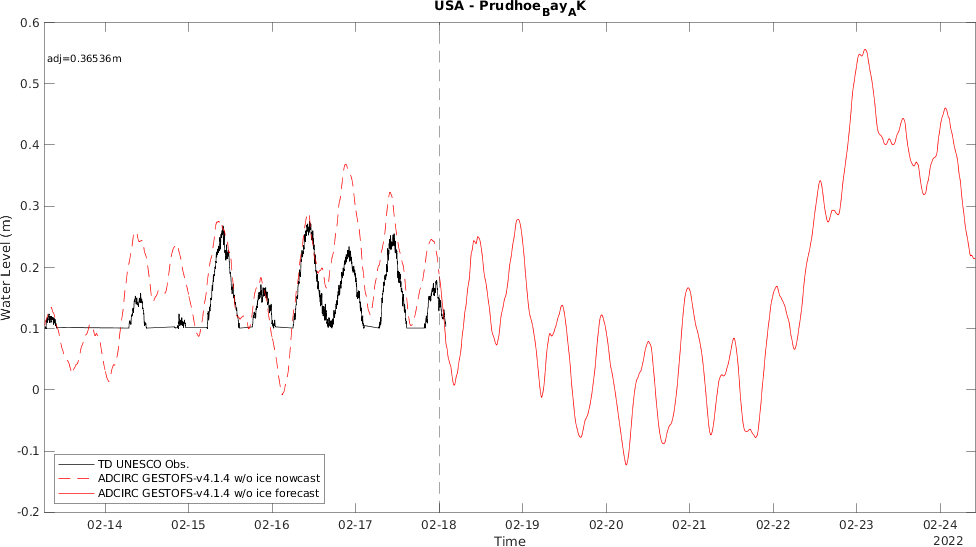 USA - Prudhoe_Bay_AK
0.6
adj=0.36536m
0.5
0.4
0.3
0.2
0.1
0
-0.1
-0.2
Water Level (m)
TD UNESCO Obs.
ADCIRC GESTOFS-v4.1.4 w/o ice nowcast
ADCIRC GESTOFS-v4.1.4 w/o ice forecast
02-14 02-15 02-16 02-17 02-18 02-19 02-20 02-21 02-22 02-23 02-24
Time
2022